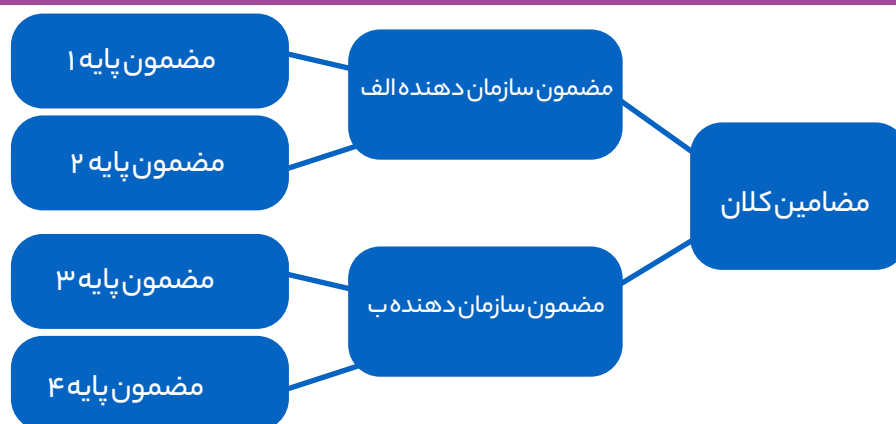 مضامین کلان
مضمون سازمان دهنده الف
مضمون پایه ۱
مضمون پایه ۲
مضمون سازمان دهنده ب
مضمون پایه ۳
مضمون پایه ۴